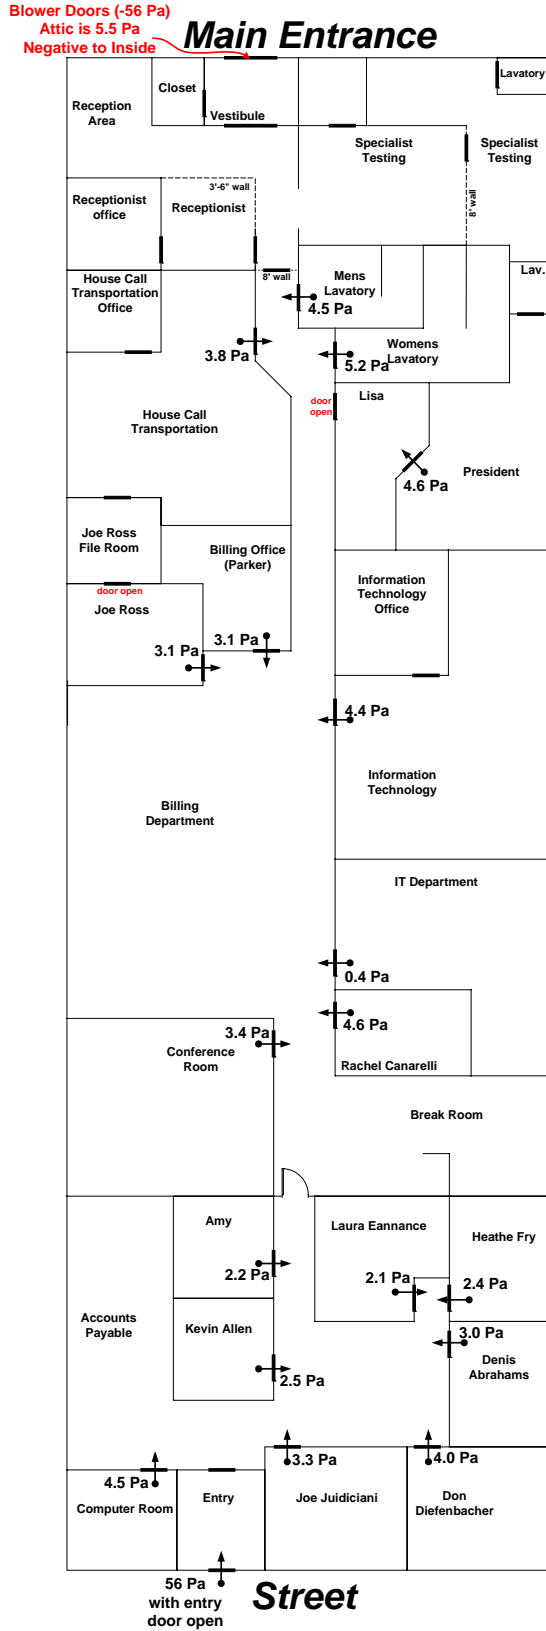 Blower Doors (-56 Pa)
Attic is 5.5 Pa
Negative to Inside
Main Entrance
Closet
Lavatory
Reception
Area
Vestibule
Specialist
Testing
Specialist
Testing
3'-6" wall
Receptionist
office
Receptionist
8' wall
8' wall
House Call
Transportation
Office
Mens
Lavatory
Lav.
4.5 Pa
3.8 Pa
Womens
Lavatory
5.2 Pa
Lisa
door
open
House Call
Transportation
President
4.6 Pa
Joe Ross
File Room
Billing Office
(Parker)
Information
Technology
Office
door open
Joe Ross
3.1 Pa
3.1 Pa
4.4 Pa
Information
Technology
Billing
Department
IT Department
0.4 Pa
4.6 Pa
3.4 Pa
Conference
Room
Rachel Canarelli
Break Room
Amy
Laura Eannance
Heathe Fry
2.2 Pa
2.1 Pa
2.4 Pa
Accounts
Payable
Kevin Allen
3.0 Pa
Denis
Abrahams
2.5 Pa
4.5 Pa
3.3 Pa
4.0 Pa
Computer Room
Entry
Joe Juidiciani
Don
Diefenbacher
56 Pa
with entry
door open
Street